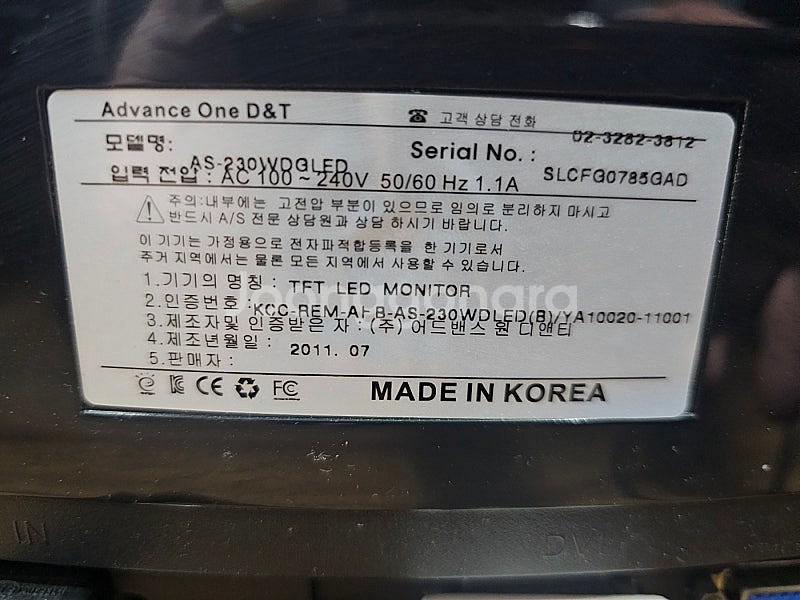 Advance One D&T
☎ 고객 상담 전화
02-3282-3812
모델명: AS-230WDGLED
Serial No. : SLCFG0785GAD
입력 전압 : AC 100 ~ 240V 50/60 Hz 1.1A
주의:내부에는 고전압 부분이 있으므로 임의로 분리하지 마시고
반드시 A/S 전문 상담원과 상담 하시기 바랍니다.
이 기기는 가정용으로 전자파적합등록을 한 기기로서
주거 지역에서는 물론 모든 지역에서 사용할 수 있습니다.
1.기기의 명칭 : TFT LED MONITOR
2.인증번호 :KCC-REM-AFB-AS-230WDLED(B)/YA10020-11001
3.제조자및 인증받은 자 : (주) 어드밴스 원 디앤티
4.제조년월일 : 2011. 07
5.판매자 :
CE FC
MADE IN KOREA
IN
Joonggonara